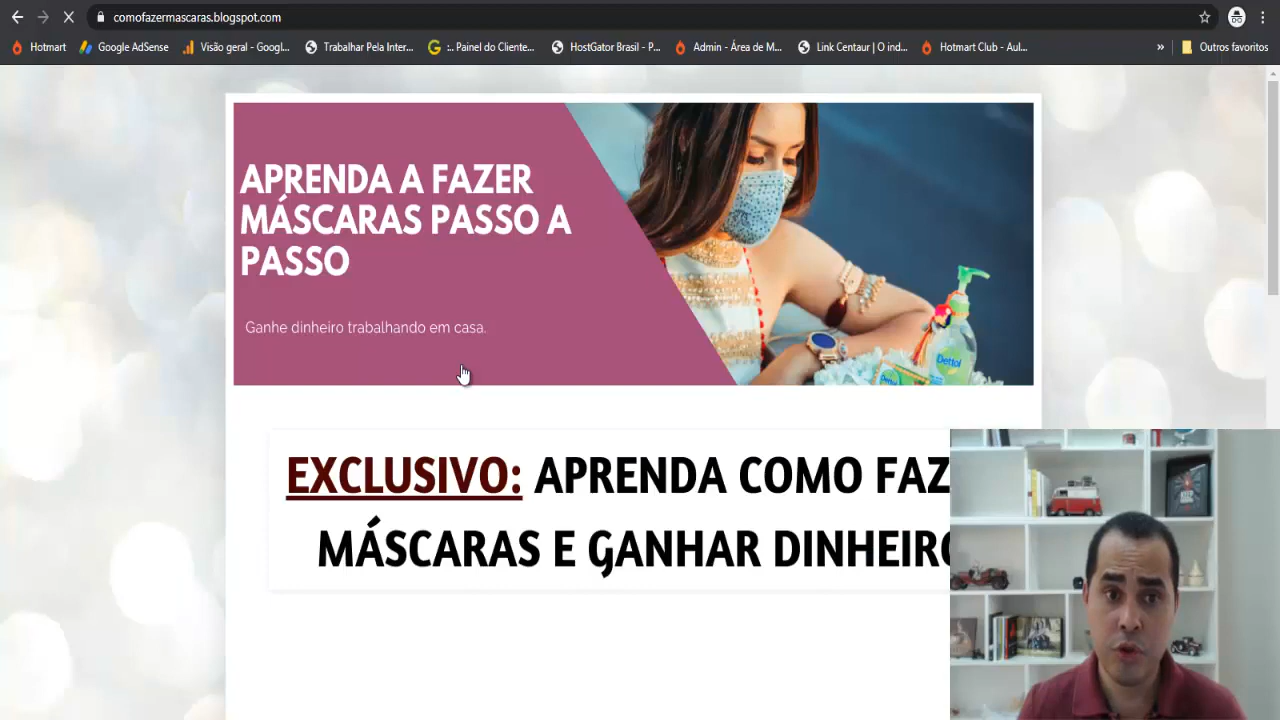 comofazermascaras.blogspot.com
Hotmart
Google AdSense
Visão geral - Googl...
Trabalhar Pela Inter...
:.. Painel do Cliente...
HostGator Brasil - P...
Admin - Área de M...
Link Centaur | O ind...
Hotmart Club - Aul...
»
Outros favoritos
APRENDA A FAZER
MÁSCARAS PASSO A
PASSO
Ganhe dinheiro trabalhando em casa.
Dettol
EXCLUSIVO: APRENDA COMO FAZ
MÁSCARAS E GANHAR DINHEIRO